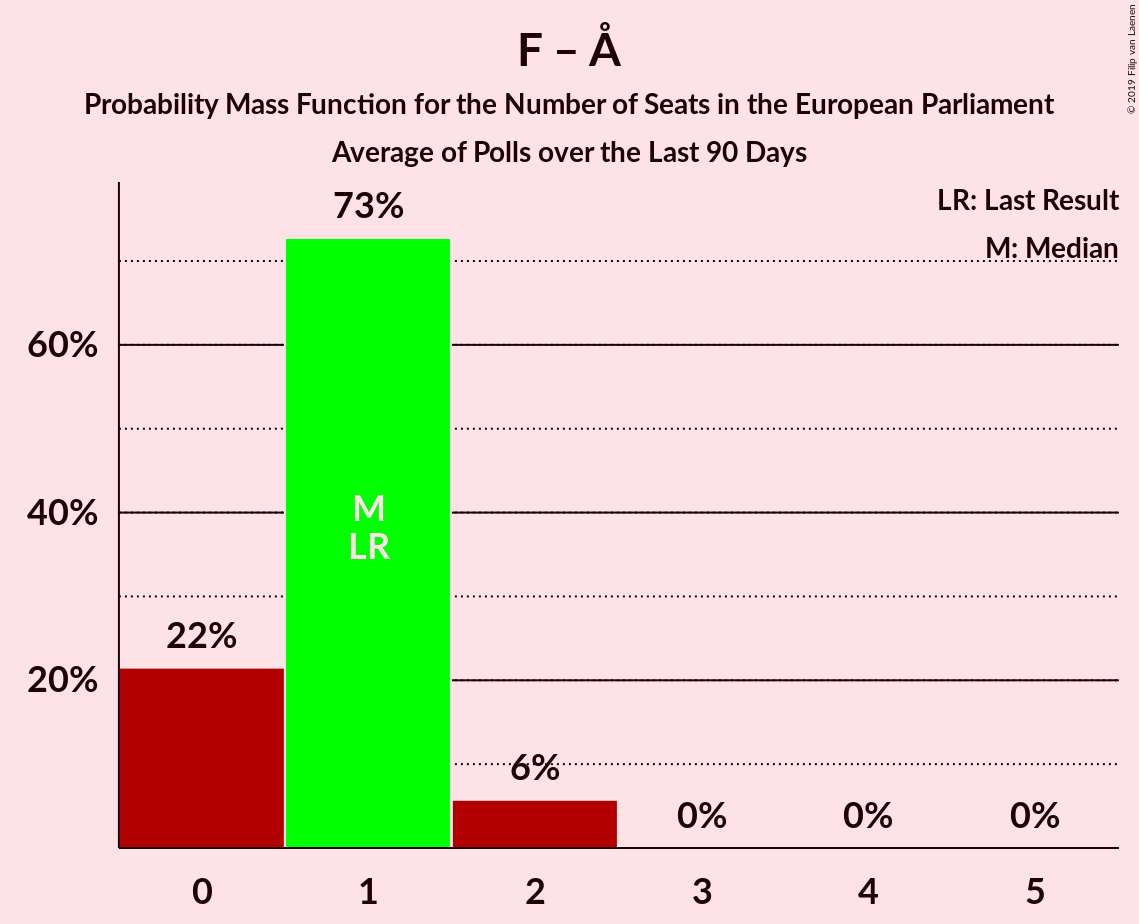 F – Å
Probability Mass Function for the Number of Seats in the European Parliament
Average of Polls over the Last 90 Days
© 2019 Filip van Laenen
LR: Last Result
M: Median
73%
60%
40%
20%
M
LR
22%
6%
0%
0%
0%
0
1
2
3
4
5